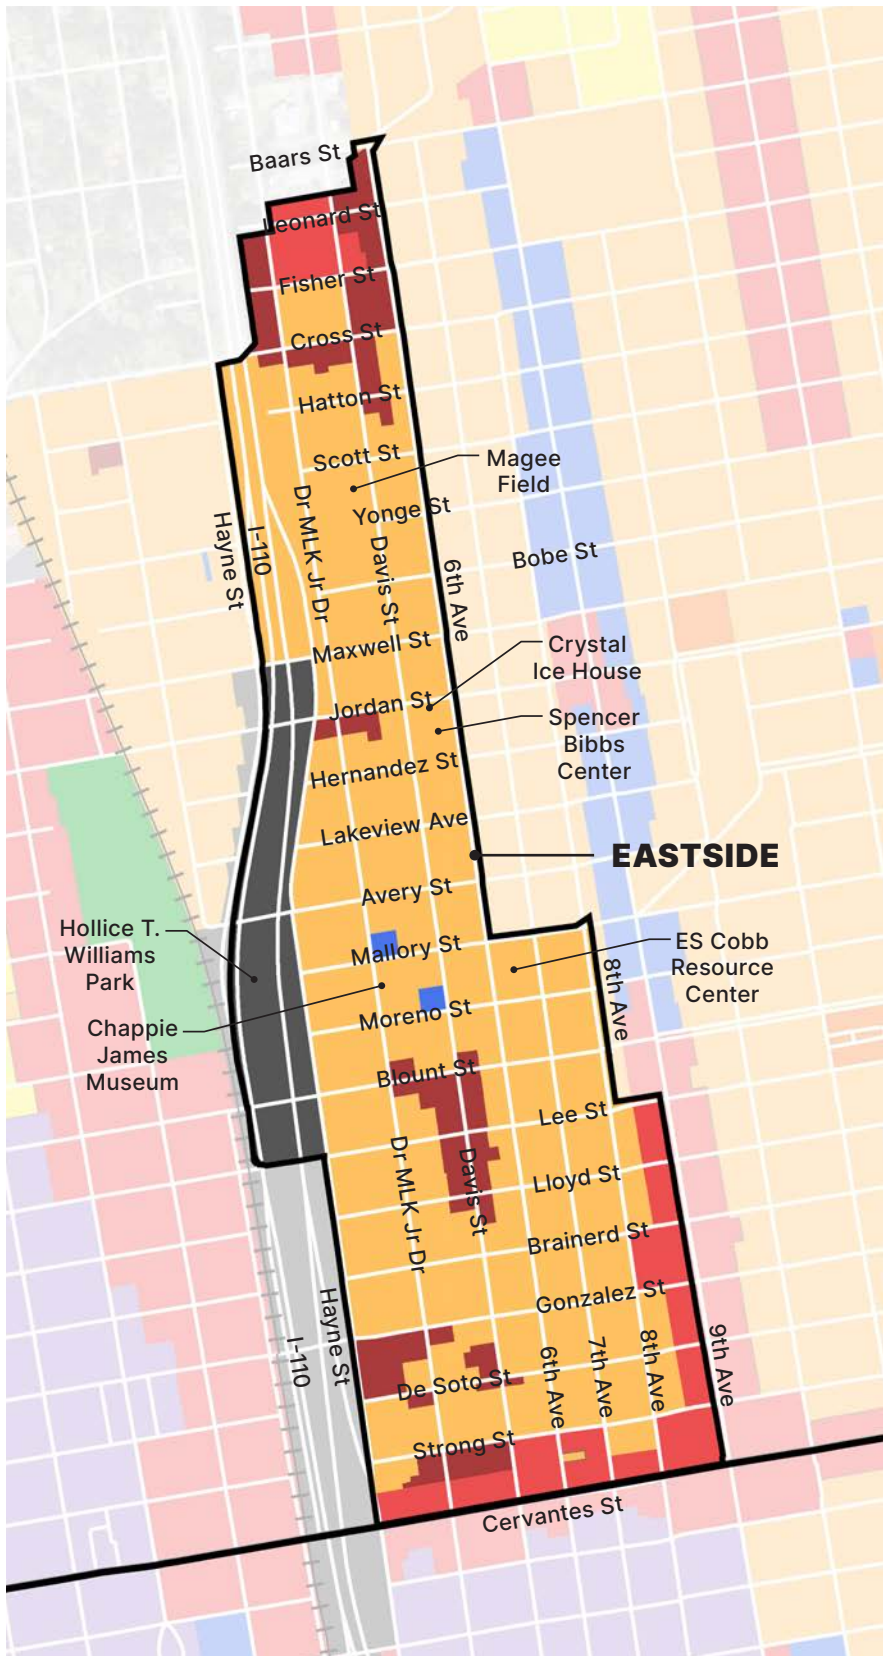 Baars St
Leonard St
Fisher St
Cross St
Hatton St
Scott St
Magee
Field
Yonge St
Hayne St
I-110
Dr MLK Jr Dr
Davis St
6th Ave
Bobe St
Maxwell St
Crystal
Ice House
Jordan St
Spencer
Bibbs
Center
Hernandez St
Lakeview Ave
EASTSIDE
Avery St
Hollice T.
Williams
Park
Mallory St
ES Cobb
Resource
Center
8th Ave
Chappie
James
Museum
Moreno St
Blount St
Lee St
Dr MLK Jr Dr
Davis St
Lloyd St
Brainerd St
Gonzalez St
Hayne St
I-110
De Soto St
6th Ave
7th Ave
8th Ave
9th Ave
Strong St
Cervantes St